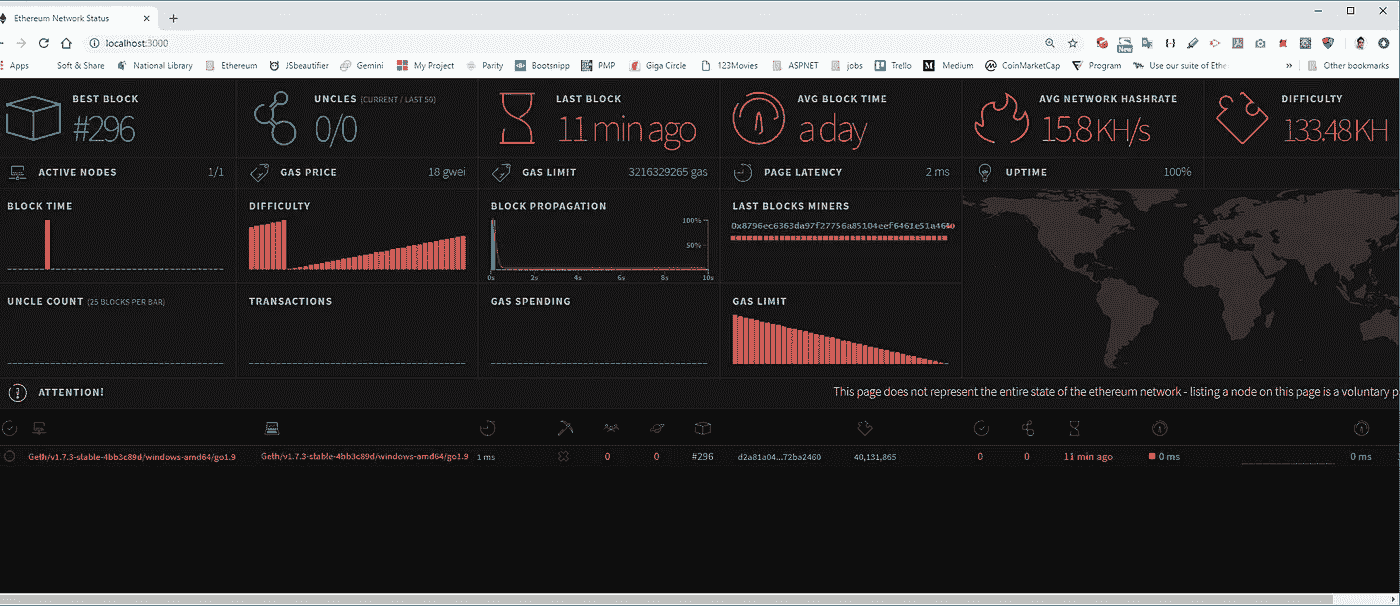 Ethereum Network Status
localhost:3000
New
Apps Soft & Share National Library Ethereum JSbeautifier Gemini My Project Parity Bootsnipp PMP Giga Circle 123Movies ASPNET jobs Trello Medium CoinMarketCap Program Use our suite of Ethe » Other bookmarks
BEST BLOCK
#296
UNCLES (CURRENT / LAST 50)
0/0
LAST BLOCK
11 min ago
AVG BLOCK TIME
a day
AVG NETWORK HASHRATE
15.8 KH/s
DIFFICULTY
133.48 KH
ACTIVE NODES 1/1
GAS PRICE 18 gwei
GAS LIMIT 3216329265 gas
PAGE LATENCY 2 ms
UPTIME 100%
BLOCK TIME
DIFFICULTY
BLOCK PROPAGATION
100%
50%
0s 2s 4s 6s 8s 10s
LAST BLOCKS MINERS
UNCLE COUNT (25 BLOCKS PER BAR)
TRANSACTIONS
GAS SPENDING
GAS LIMIT
ATTENTION!
This page does not represent the entire state of the ethereum network - listing a node on this page is a voluntary p
Geth/v1.7.3-stable-4bb3c89d/windows-amd64/go1.9 Geth/v1.7.3-stable-4bb3c89d/windows-amd64/go1.9 1 ms 0 0 #296 d2a81a04...72ba2460 40,131,865 0 0 11 min ago 0 ms 0 ms